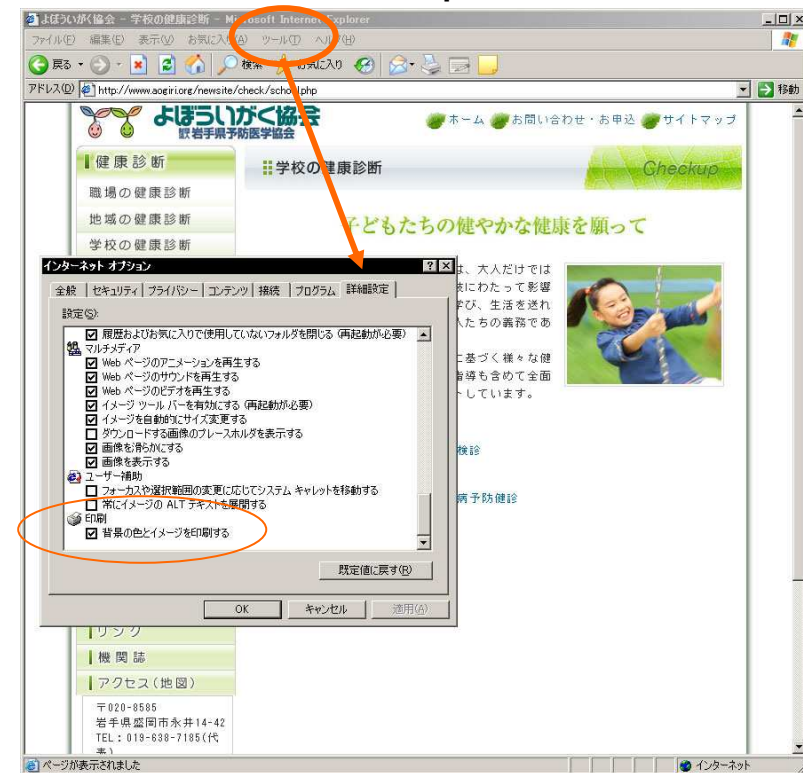 よぼういがく協会 - 学校の健康診断 - Microsoft Internet Explorer
ファイル(F) 編集(E) 表示(V) お気に入り(A) ツール(T) ヘルプ(H)
戻る 検索 お気に入り
アドレス(D) http://www.aogiri.org/newsite/check/school.php 移動
よぼういがく協会
岩手県予防医学協会
ホーム お問い合わせ・お申込 サイトマップ
健康診断
職場の健康診断
地域の健康診断
学校の健康診断
学校の健康診断
Checkup
子どもたちの健やかな健康を願って
は、大人だけでは
にわたって影響
学び、生活を送れ
人たちの義務であ
に基づく様々な健
指導も含めて全面
しています。
検診
病予防健診
インターネット オプション
全般 セキュリティ プライバシー コンテンツ 接続 プログラム 詳細設定
設定(S):
履歴およびお気に入りで使用していないフォルダを閉じる (再起動が必要)
マルチメディア
Web ページのアニメーションを再生する
Web ページのサウンドを再生する
Web ページのビデオを再生する
イメージ ツール バーを有効にする (再起動が必要)
イメージを自動的にサイズ変更する
ダウンロードする画像のプレースホルダを表示する
画像を滑らかにする
画像を表示する
ユーザー補助
フォーカスや選択範囲の変更に応じてシステム キャレットを移動する
常にイメージの ALT テキストを展開する
印刷
背景の色とイメージを印刷する
既定値に戻す(R)
OK キャンセル 適用(A)
リンク
機関誌
アクセス(地図)
〒020-8585
岩手県盛岡市永井14-42
TEL：019-638-7185(代
表)
ページが表示されました インターネット